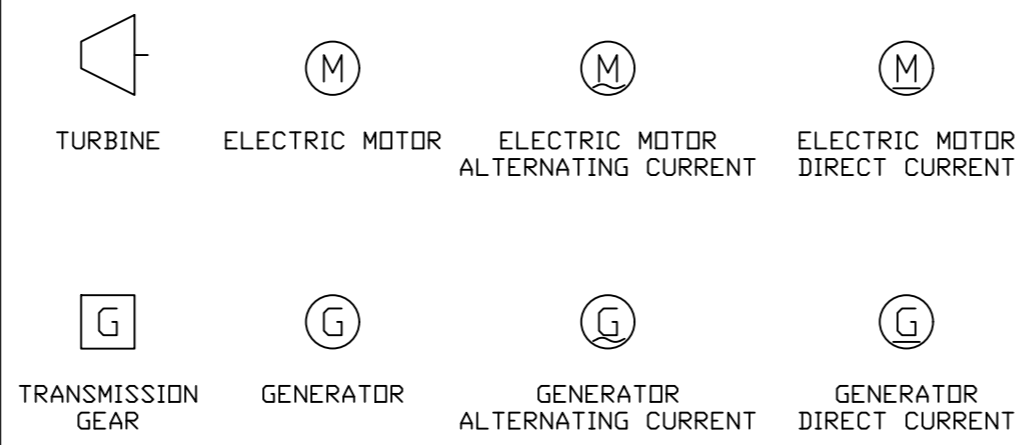 M
M
M
TURBINE
ELECTRIC MOTOR
ELECTRIC MOTOR
ALTERNATING CURRENT
ELECTRIC MOTOR
DIRECT CURRENT
G
G
G
G
TRANSMISSION
GEAR
GENERATOR
GENERATOR
ALTERNATING CURRENT
GENERATOR
DIRECT CURRENT